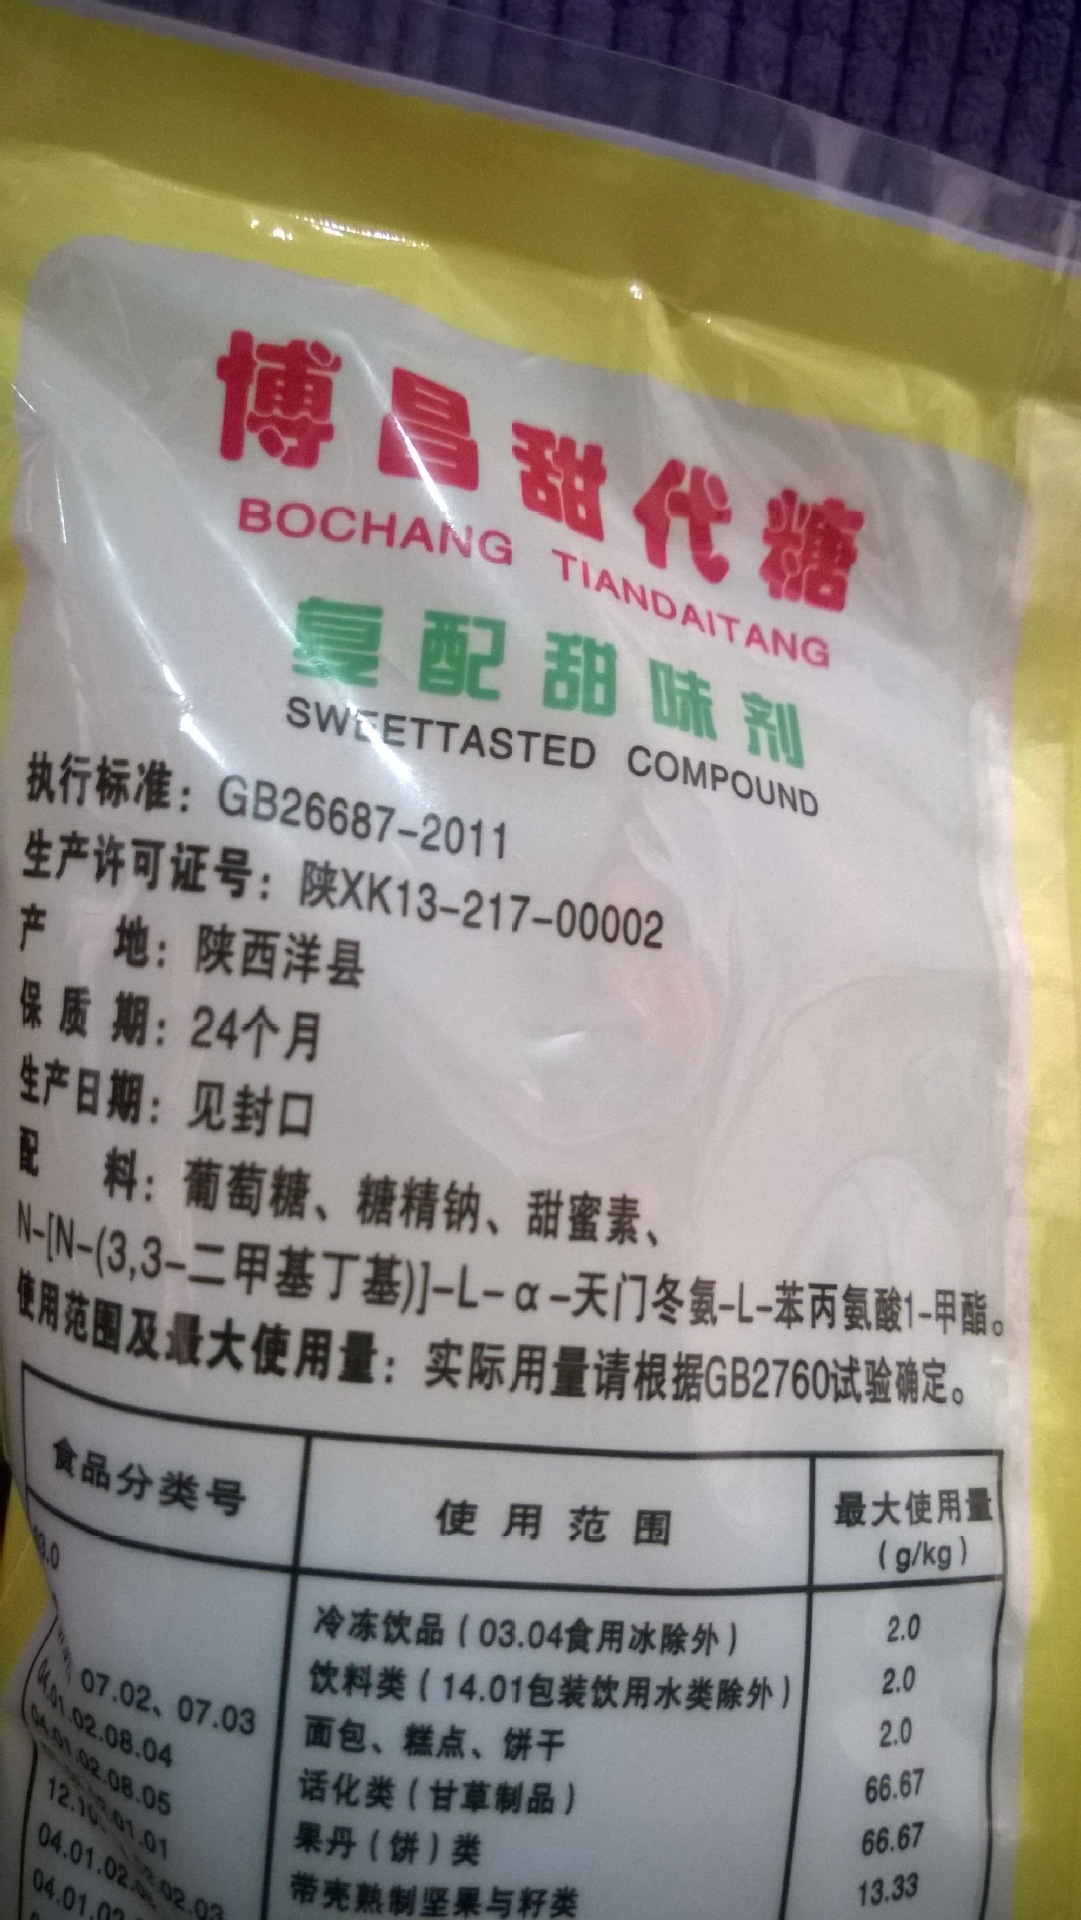 博昌甜代糖
BOCHANG TIANDAITANG
复配甜味剂
SWEETTASTED COMPOUND
执行标准：GB26687-2011
生产许可证号：陕XK13-217-00002
产 地：陕西洋县
保 质 期：24个月
生产日期：见封口
配 料：葡萄糖、糖精钠、甜蜜素、
N-[N-(3,3-二甲基丁基)]-L-α-天门冬氨-L-苯丙氨酸1-甲酯。
使用范围及最大使用量：实际用量请根据GB2760试验确定。
食品分类号 使用范围 最大使用量
(g/kg)
冷冻饮品（03.04食用冰除外） 2.0
饮料类（14.01包装饮用水类除外） 2.0
07.02、07.03 面包、糕点、饼干 2.0
04.01.02.08.04 话化类（甘草制品） 66.67
04.01.02.08.05 果丹（饼）类 66.67
带壳熟制坚果与籽类 13.33